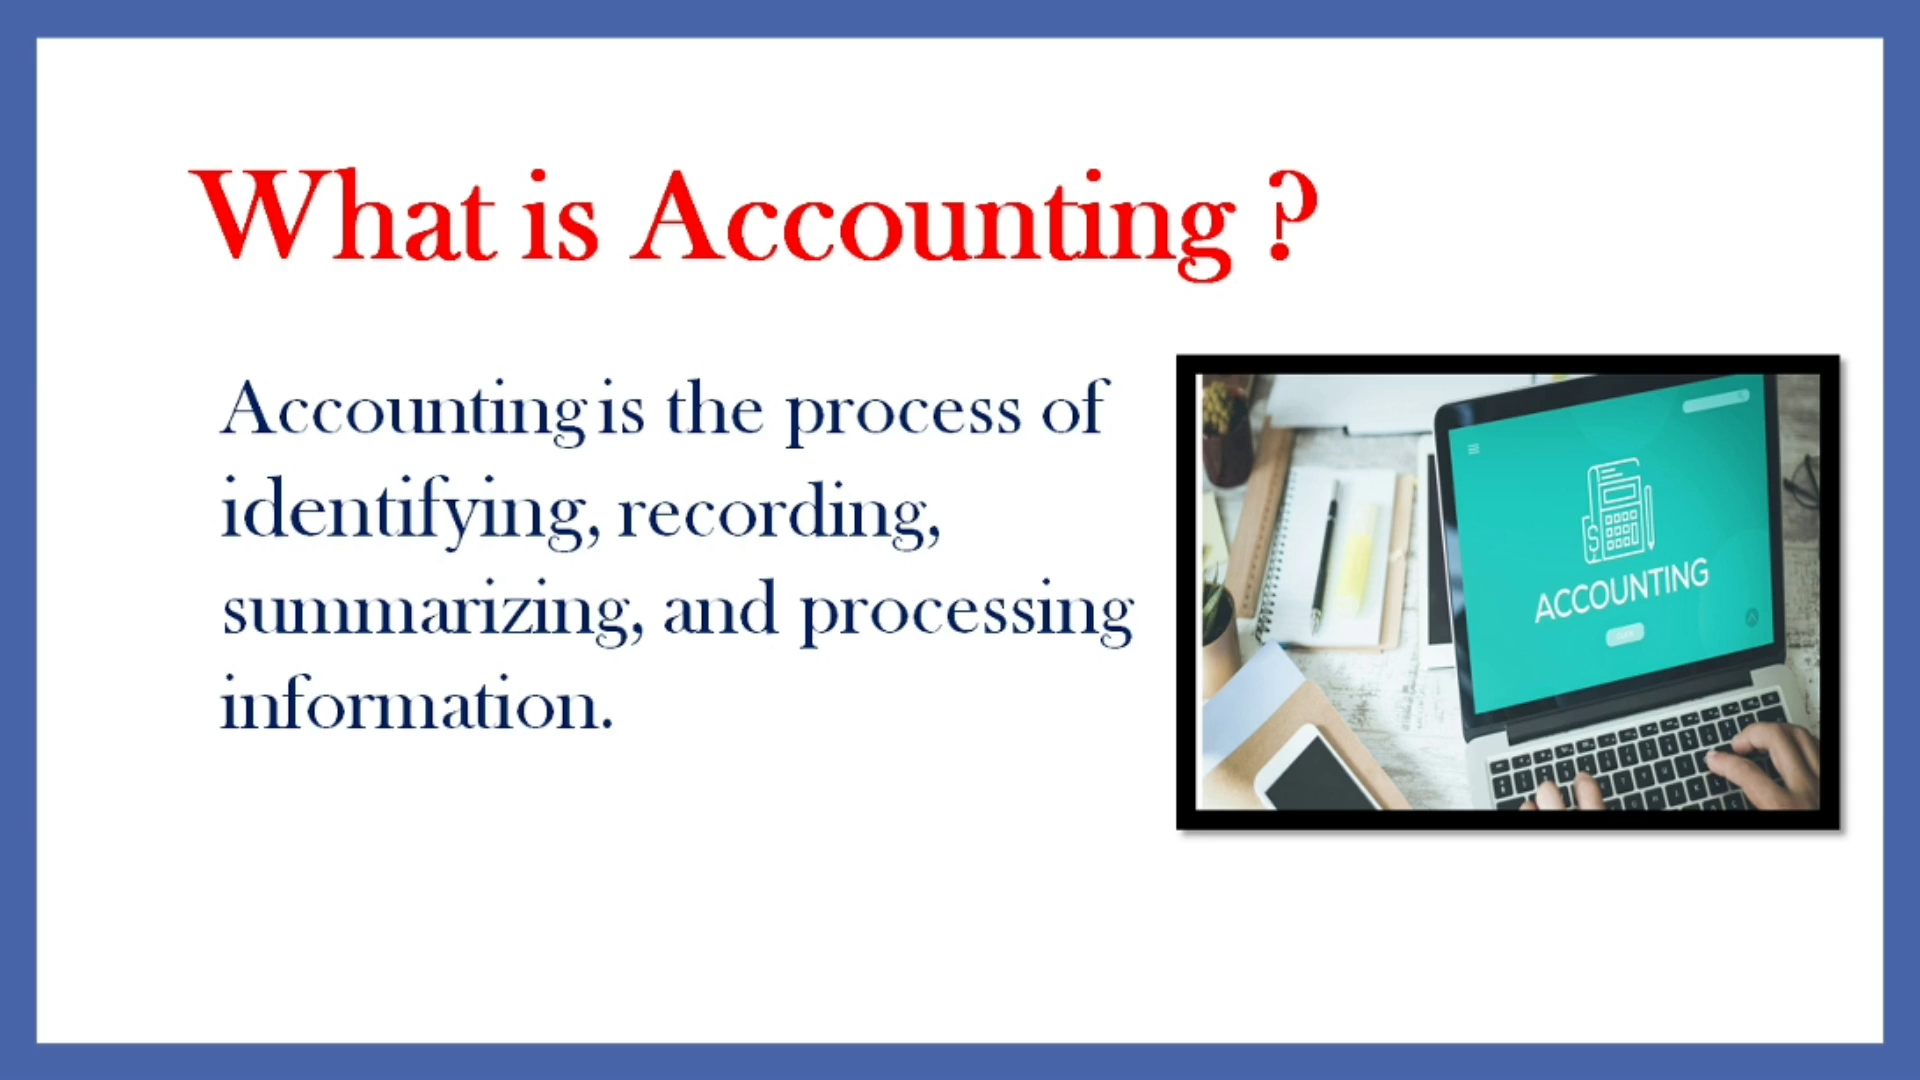 What is Accounting ?
Accounting is the process of
identifying, recording,
summarizing, and processing
information.
ACCOUNTING